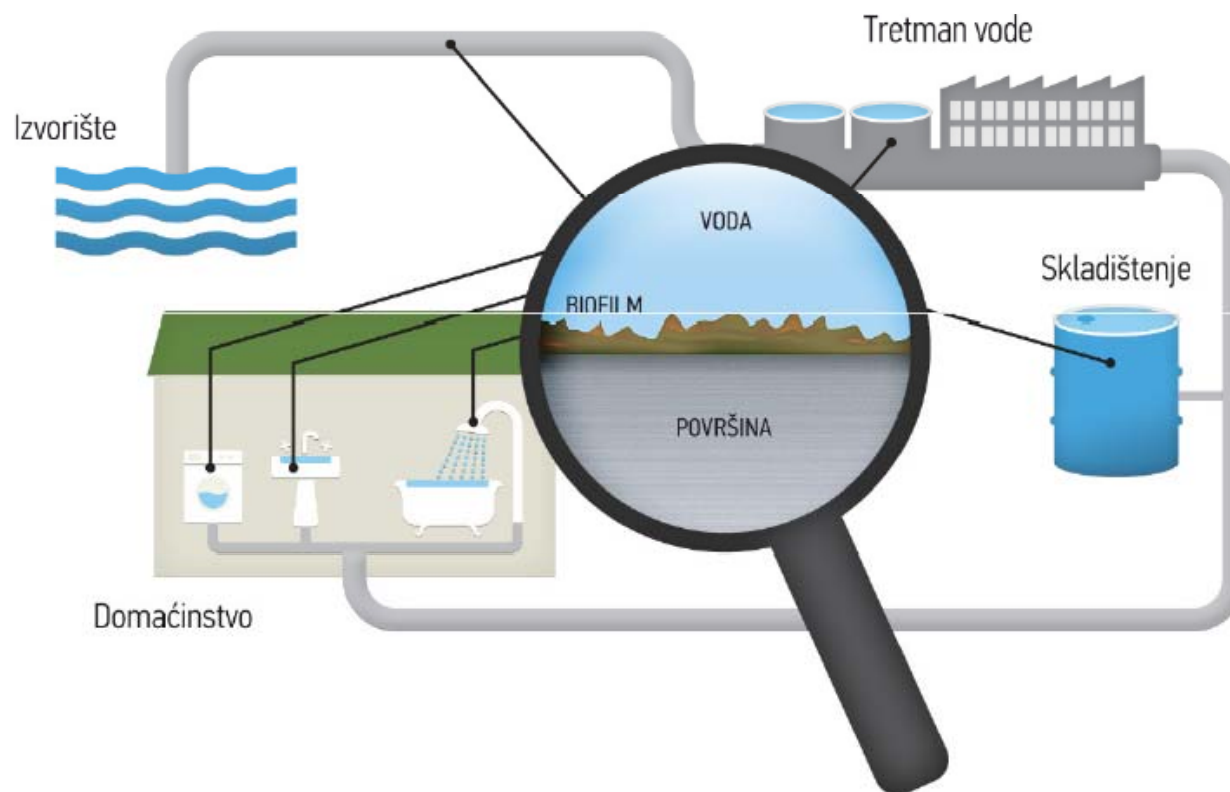 Tretman vode
Izvorište
VODA
Skladištenje
BIOFILM
POVRŠINA
Domaćinstvo